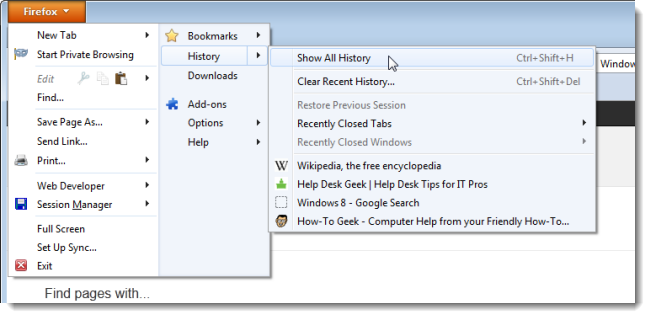 Firefox
New Tab
Start Private Browsing
Edit
Find...
Save Page As...
Send Link...
Print...
Web Developer
Session Manager
Full Screen
Set Up Sync...
Exit
Bookmarks
History
Downloads
Add-ons
Options
Help
Show All History Ctrl+Shift+H
Clear Recent History... Ctrl+Shift+Del
Restore Previous Session
Recently Closed Tabs
Recently Closed Windows
W Wikipedia, the free encyclopedia
Help Desk Geek | Help Desk Tips for IT Pros
Windows 8 - Google Search
How-To Geek - Computer Help from your Friendly How-To...
Window
Find pages with...